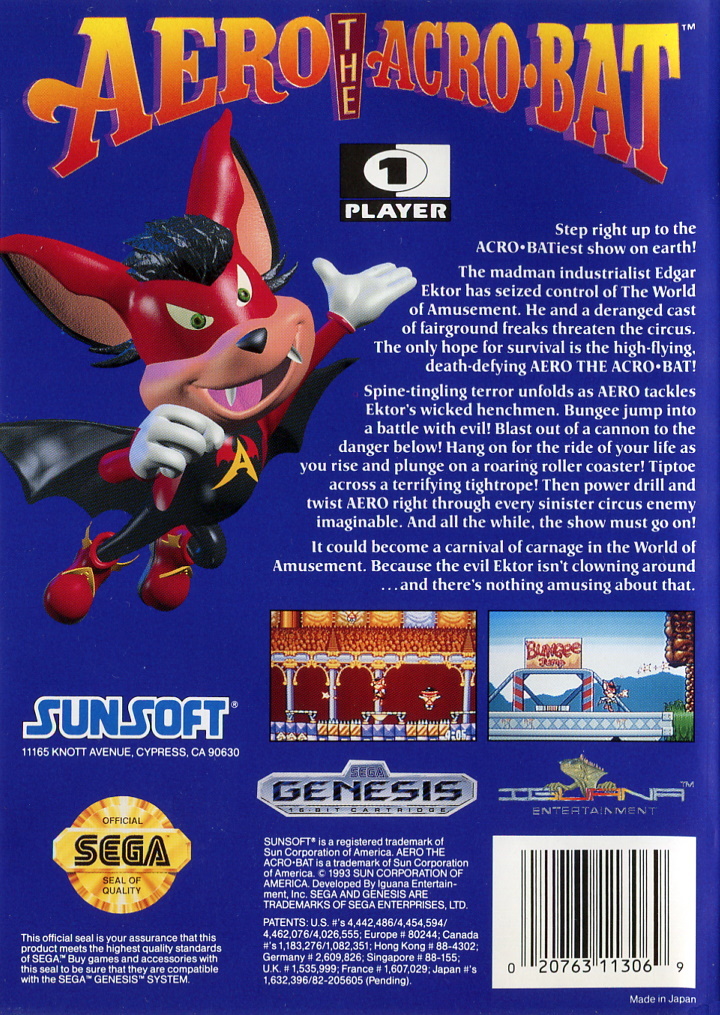 AERO THE ACRO•BAT™
1
PLAYER
Step right up to the
ACRO•BATiest show on earth!
The madman industrialist Edgar
Ektor has seized control of The World
of Amusement. He and a deranged cast
of fairground freaks threaten the circus.
The only hope for survival is the high-flying,
death-defying AERO THE ACRO•BAT!
Spine-tingling terror unfolds as AERO tackles
Ektor's wicked henchmen. Bungee jump into
a battle with evil! Blast out of a cannon to the
danger below! Hang on for the ride of your life as
you rise and plunge on a roaring roller coaster! Tiptoe
across a terrifying tightrope! Then power drill and
twist AERO right through every sinister circus enemy
imaginable. And all the while, the show must go on!
It could become a carnival of carnage in the World of
Amusement. Because the evil Ektor isn't clowning around
...and there's nothing amusing about that.
A
BUNGEE
Jump
SUNSOFT®
11165 KNOTT AVENUE, CYPRESS, CA 90630
SEGA
GENESIS
16-BIT CARTRIDGE
IGUANA™
ENTERTAINMENT
OFFICIAL
SEGA
SEAL OF
QUALITY
This official seal is your assurance that this
product meets the highest quality standards
of SEGA™ Buy games and accessories with
this seal to be sure that they are compatible
with the SEGA™ GENESIS™ SYSTEM.
SUNSOFT® is a registered trademark of
Sun Corporation of America. AERO THE
ACRO•BAT is a trademark of Sun Corporation
of America. © 1993 SUN CORPORATION OF
AMERICA. Developed By Iguana Entertain-
ment, Inc. SEGA AND GENESIS ARE
TRADEMARKS OF SEGA ENTERPRISES, LTD.
PATENTS: U.S. #'s 4,442,486/4,454,594/
4,462,076/4,026,555; Europe # 80244; Canada
#'s 1,183,276/1,082,351; Hong Kong # 88-4302;
Germany # 2,609,826; Singapore # 88-155;
U.K. # 1,535,999; France # 1,607,029; Japan #'s
1,632,396/82-205605 (Pending).
0 20763 11306 9
Made in Japan